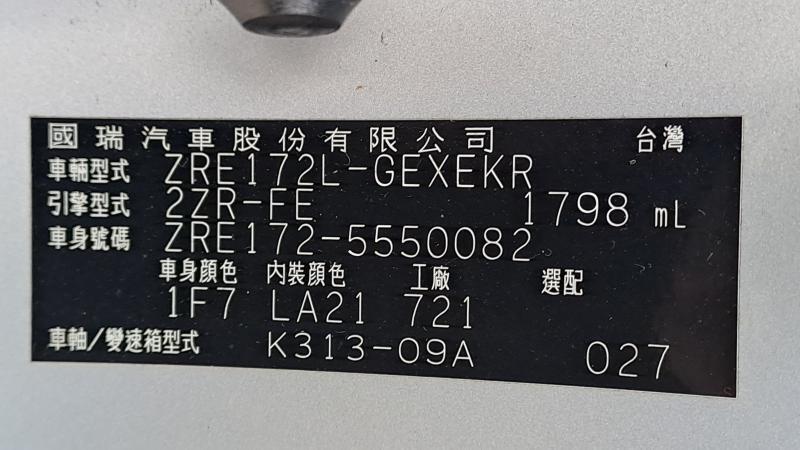 國瑞汽車股份有限公司 台灣
車輛型式 ZRE172L-GEXEKR
引擎型式 2ZR-FE 1798 mL
車身號碼 ZRE172-5550082
車身顏色 內裝顏色 工廠 選配
1F7 LA21 721
車軸/變速箱型式 K313-09A 027